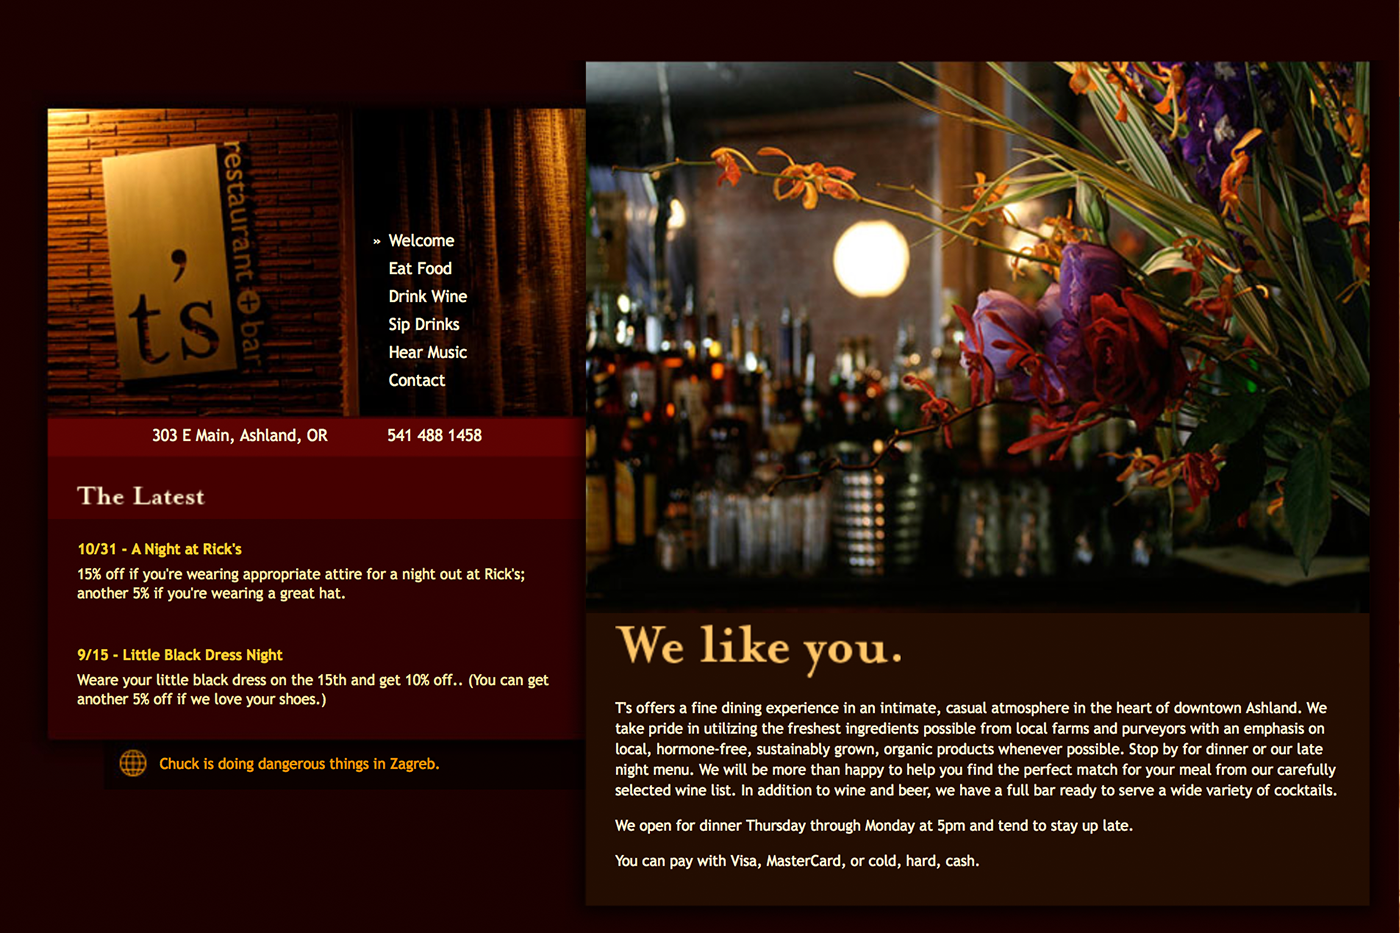 't's
restaurant + bar
» Welcome
Eat Food
Drink Wine
Sip Drinks
Hear Music
Contact
303 E Main, Ashland, OR 541 488 1458
The Latest
10/31 - A Night at Rick's
15% off if you're wearing appropriate attire for a night out at Rick's;
another 5% if you're wearing a great hat.
9/15 - Little Black Dress Night
Weare your little black dress on the 15th and get 10% off.. (You can get
another 5% off if we love your shoes.)
Chuck is doing dangerous things in Zagreb.
We like you.
T's offers a fine dining experience in an intimate, casual atmosphere in the heart of downtown Ashland. We
take pride in utilizing the freshest ingredients possible from local farms and purveyors with an emphasis on
local, hormone-free, sustainably grown, organic products whenever possible. Stop by for dinner or our late
night menu. We will be more than happy to help you find the perfect match for your meal from our carefully
selected wine list. In addition to wine and beer, we have a full bar ready to serve a wide variety of cocktails.
We open for dinner Thursday through Monday at 5pm and tend to stay up late.
You can pay with Visa, MasterCard, or cold, hard, cash.